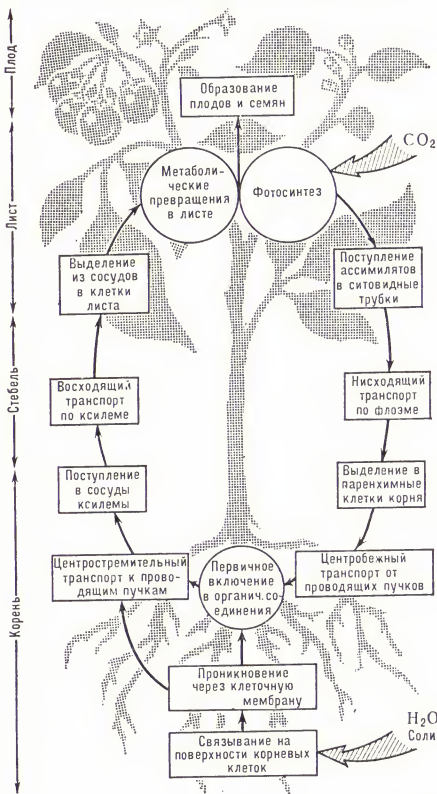 Плод
Лист
Стебель
Корень
Образование
плодов и семян
CO₂
Метаболи-
ческие
превращения
в листе
Фотосинтез
Выделение
из сосудов
в клетки
листа
Поступление
ассимилятов
в ситовидные
трубки
Восходящий
транспорт
по ксилеме
Нисходящий
транспорт
по флоэме
Поступление
в сосуды
ксилемы
Выделение в
паренхимные
клетки корня
Центростремительный
транспорт к прово-
дящим пучкам
Первичное
включение
в органич. со-
единения
Центробежный
транспорт от
проводящих пучков
Проникновение
через клеточную
мембрану
Связывание на
поверхности корневых
клеток
H₂O
Соли